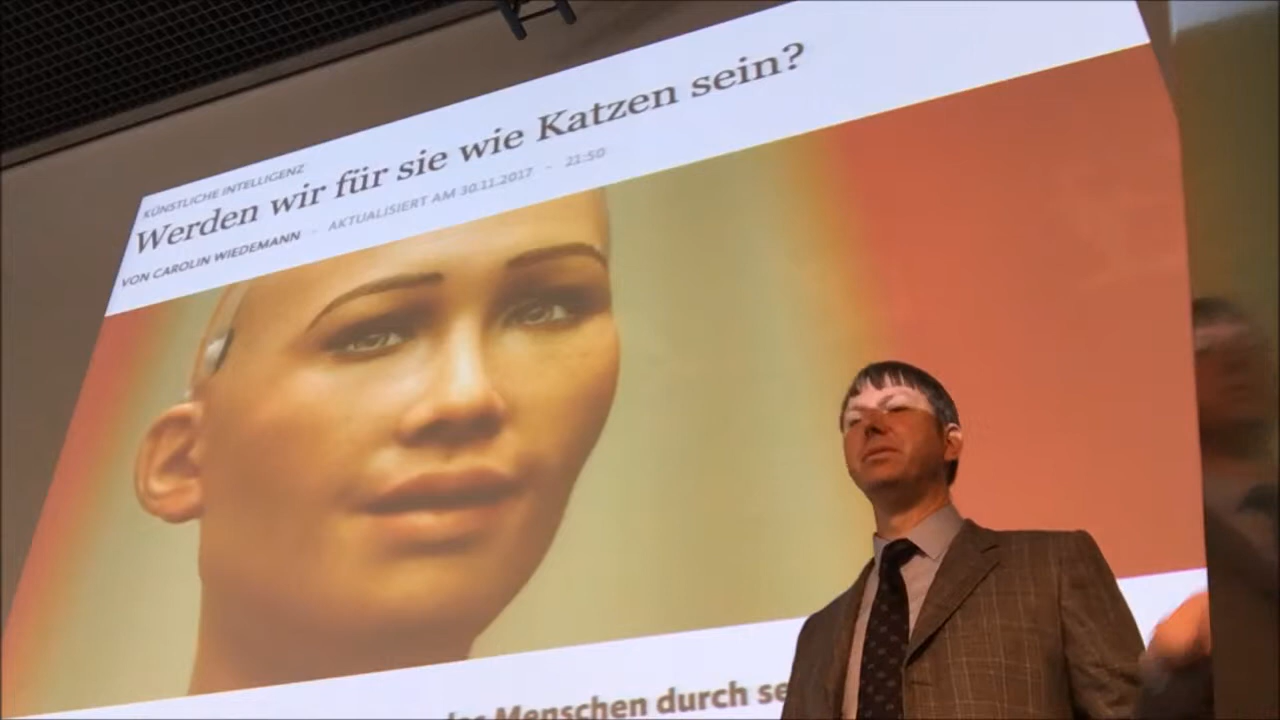 KÜNSTLICHE INTELLIGENZ
Werden wir für sie wie Katzen sein?
VON CAROLIN WIEDEMANN - AKTUALISIERT AM 30.11.2017 - 21:50
Menschen durch